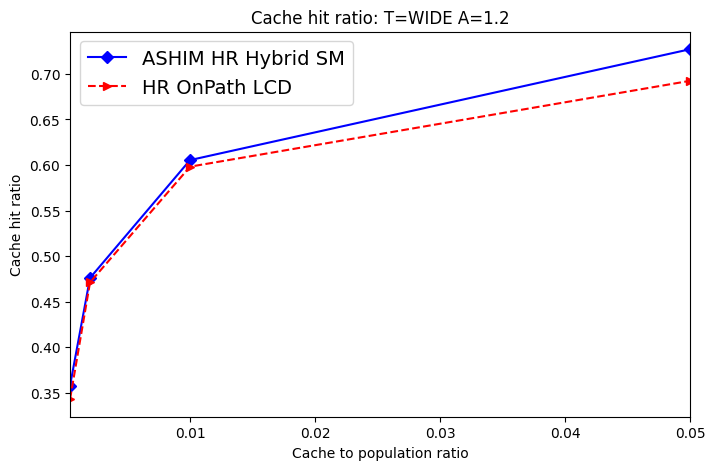 Cache hit ratio: T=WIDE A=1.2
ASHIM HR Hybrid SM
HR OnPath LCD
Cache hit ratio
0.70
0.65
0.60
0.55
0.50
0.45
0.40
0.35
0.01 0.02 0.03 0.04 0.05
Cache to population ratio